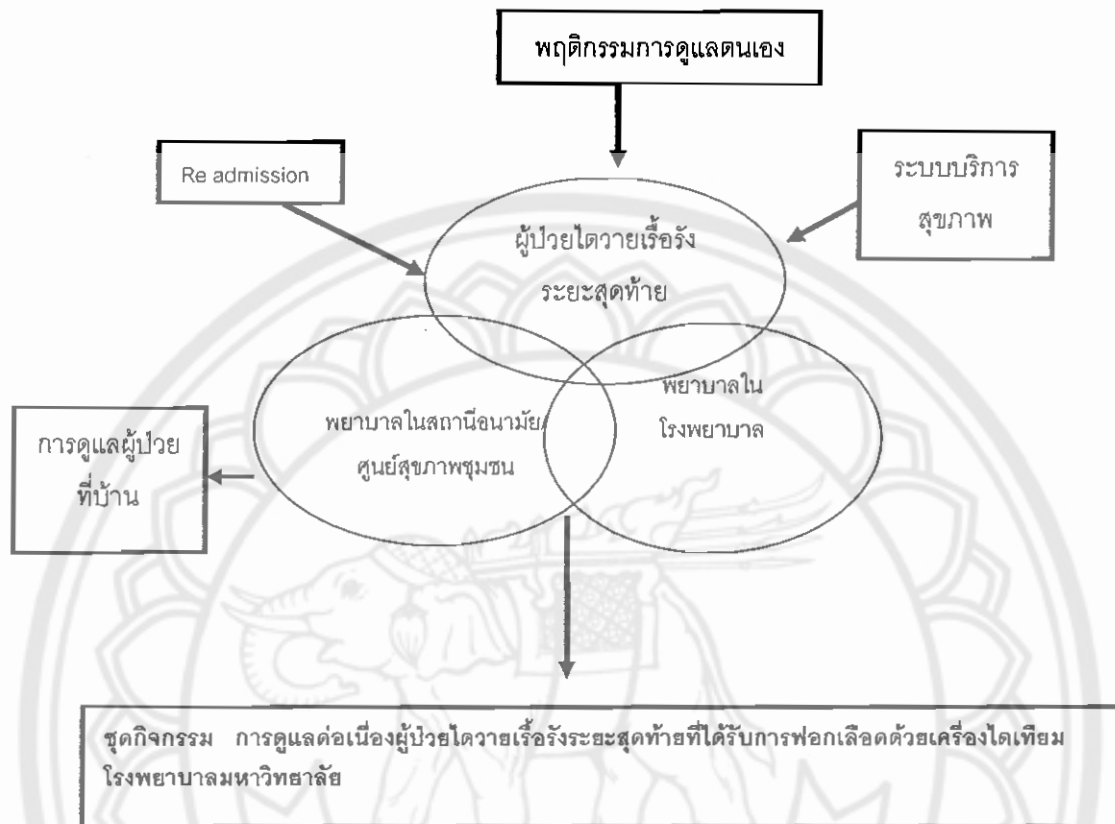 พฤติกรรมการดูแลตนเอง
Re admission
ระบบบริการ
สุขภาพ
ผู้ป่วยไตวายเรื้อรัง
ระยะสุดท้าย
พยาบาลใน
โรงพยาบาล
พยาบาลในสถานีอนามัย/
ศูนย์สุขภาพชุมชน
การดูแลผู้ป่วย
ที่บ้าน
ชุดกิจกรรม การดูแลต่อเนื่องผู้ป่วยไตวายเรื้อรังระยะสุดท้ายที่ได้รับการฟอกเลือดด้วยเครื่องไตเทียม
โรงพยาบาลมหาวิทยาลัย